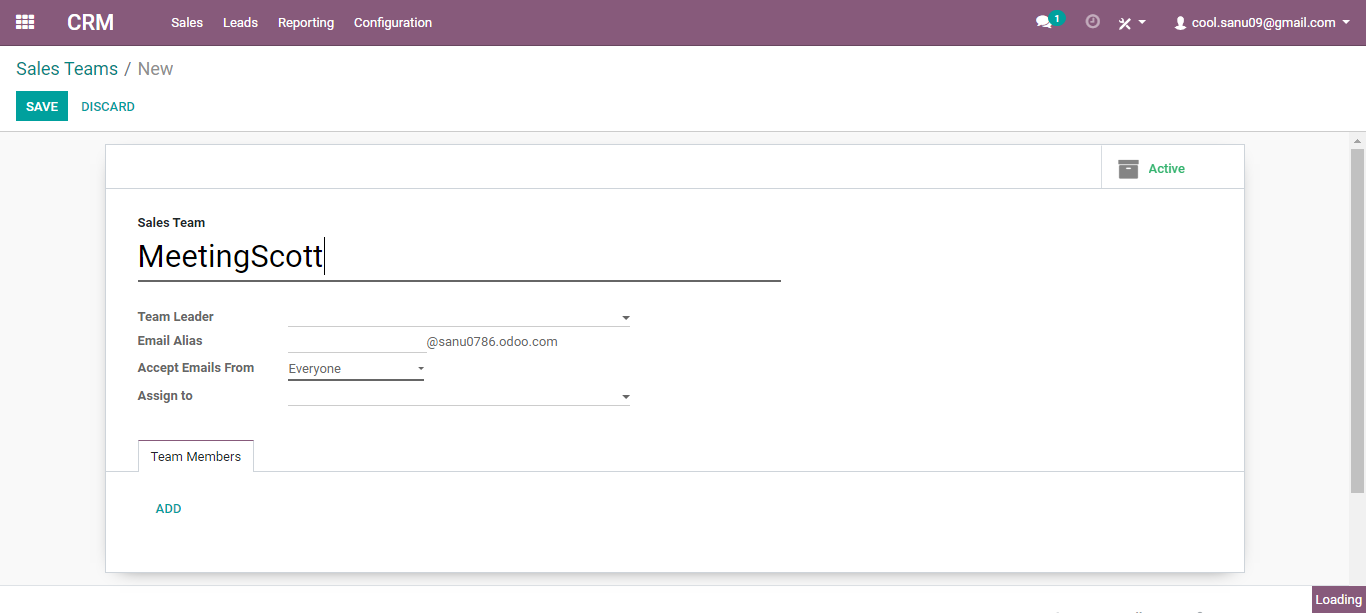 CRM Sales Leads Reporting Configuration 1 cool.sanu09@gmail.com
Sales Teams / New
SAVE DISCARD
Active
Sales Team
MeetingScott
Team Leader
Email Alias @sanu0786.odoo.com
Accept Emails From Everyone
Assign to
Team Members
ADD
Loading